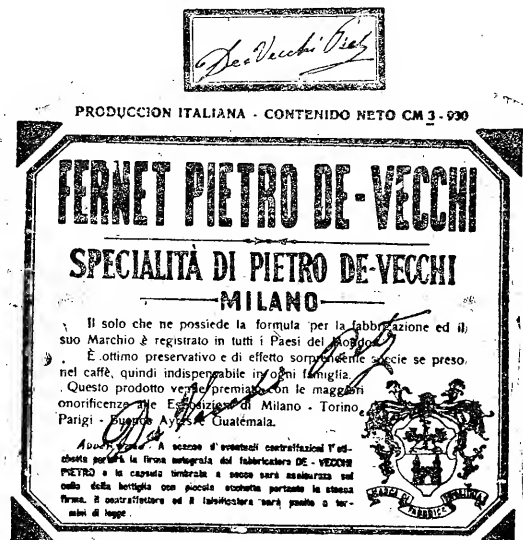 De Vecchi
PRODUCCION ITALIANA - CONTENIDO NETO CM 3 - 930
FERNET PIETRO DE-VECCHI
SPECIALITÀ DI PIETRO DE-VECCHI
MILANO
Il solo che ne possiede la formula per la fabbricazione ed il
suo Marchio è registrato in tutti i Paesi del Mondo.
È ottimo preservativo e di effetto sorprendente specie se preso
nel caffè, quindi indispensabile in ogni famiglia.
Questo prodotto venne premiato con le maggiori
onorificenze alle Esposizioni di Milano - Torino
Parigi - Buenos Ayres e Guatemala.
A scanso d'eventuali contraffazioni l'eti-
chetta porterà la firma autografa del fabbricatore DE - VECCHI
PIETRO e la capsula timbrata a secco sarà assicurata sul
collo della bottiglia con piccola etichetta portante la stessa
firma. Il contraffattore ed il falsificatore sarà punito a ter-
mini di legge.
MARCA DI FABBRICA